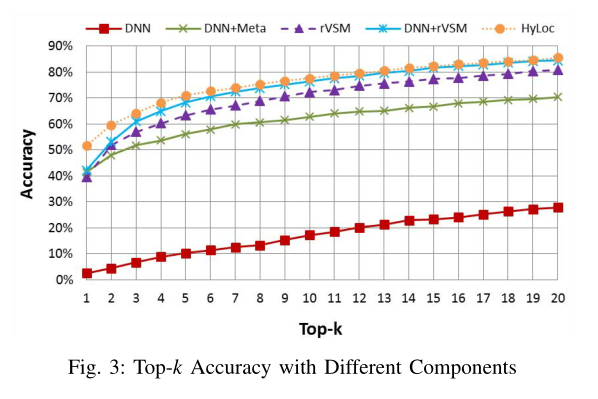 DNN DNN+Meta rVSM DNN+rVSM HyLoc
90%
80%
70%
60%
50%
40%
30%
20%
10%
0%
Accuracy
1 2 3 4 5 6 7 8 9 10 11 12 13 14 15 16 17 18 19 20
Top-k
Fig. 3: Top-k Accuracy with Different Components